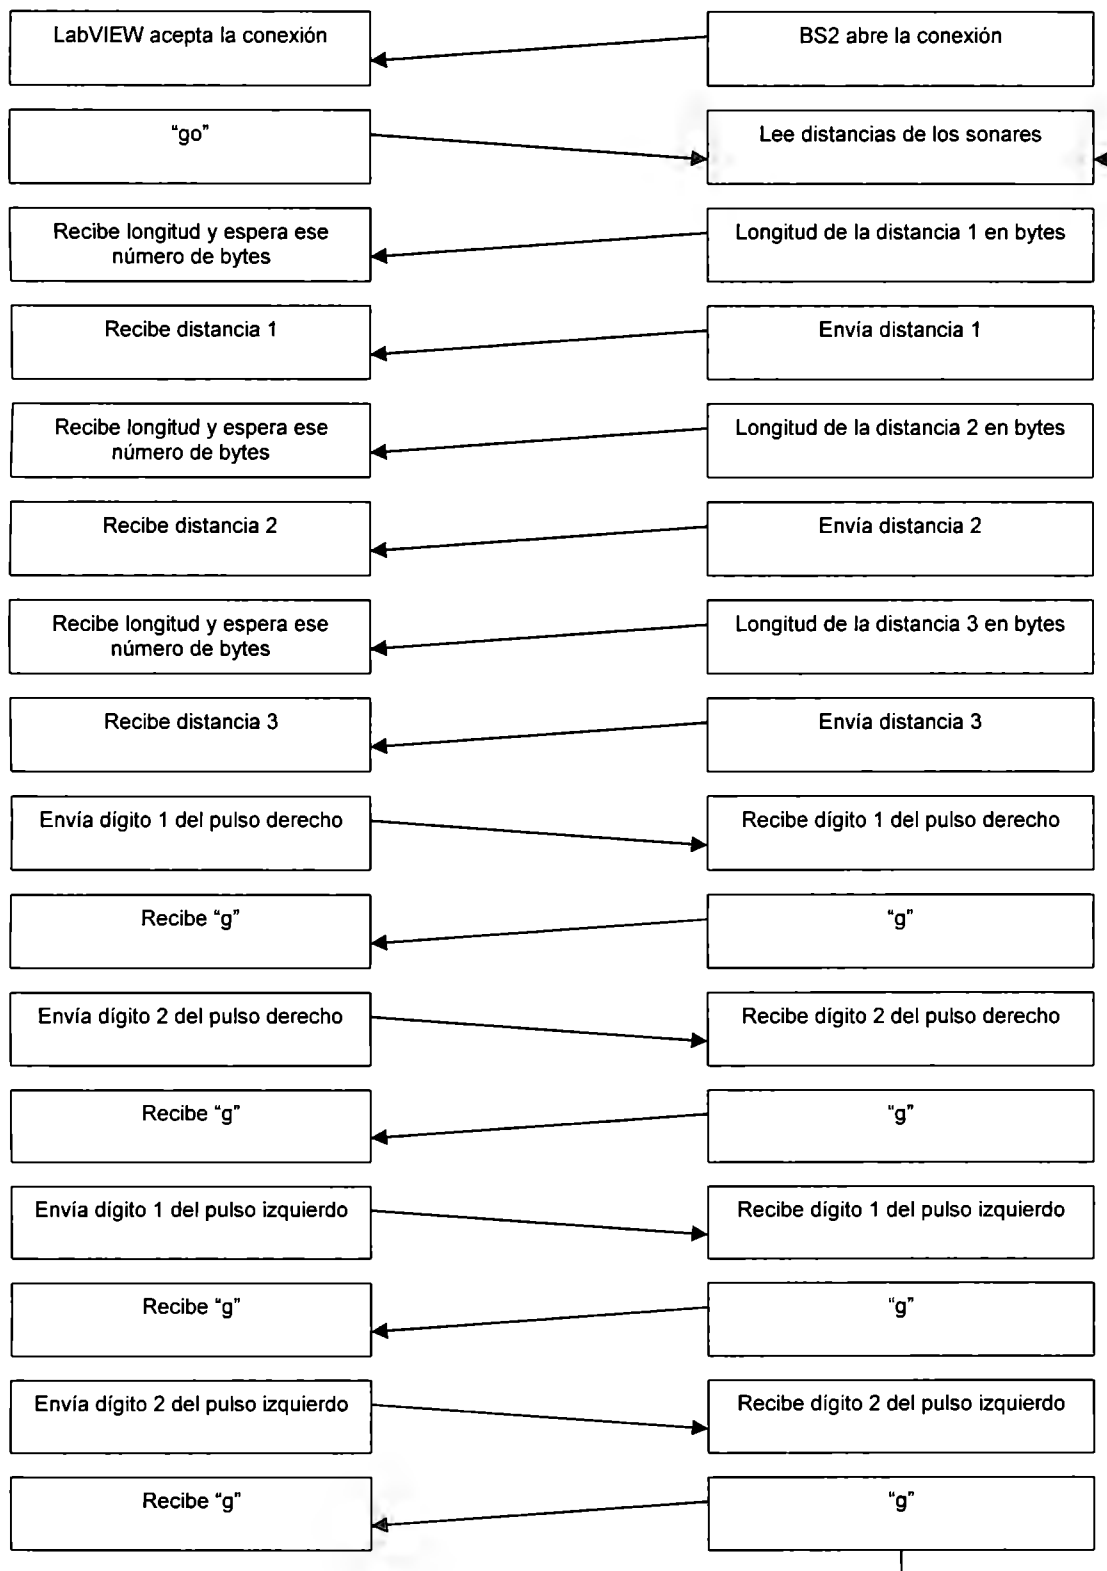 LabVIEW acepta la conexión
BS2 abre la conexión
“go”
Lee distancias de los sonares
Recibe longitud y espera ese
número de bytes
Longitud de la distancia 1 en bytes
Recibe distancia 1
Envía distancia 1
Recibe longitud y espera ese
número de bytes
Longitud de la distancia 2 en bytes
Recibe distancia 2
Envía distancia 2
Recibe longitud y espera ese
número de bytes
Longitud de la distancia 3 en bytes
Recibe distancia 3
Envía distancia 3
Envía dígito 1 del pulso derecho
Recibe dígito 1 del pulso derecho
Recibe “g”
“g”
Envía dígito 2 del pulso derecho
Recibe dígito 2 del pulso derecho
Recibe “g”
“g”
Envía dígito 1 del pulso izquierdo
Recibe dígito 1 del pulso izquierdo
Recibe “g”
“g”
Envía dígito 2 del pulso izquierdo
Recibe dígito 2 del pulso izquierdo
Recibe “g”
“g”